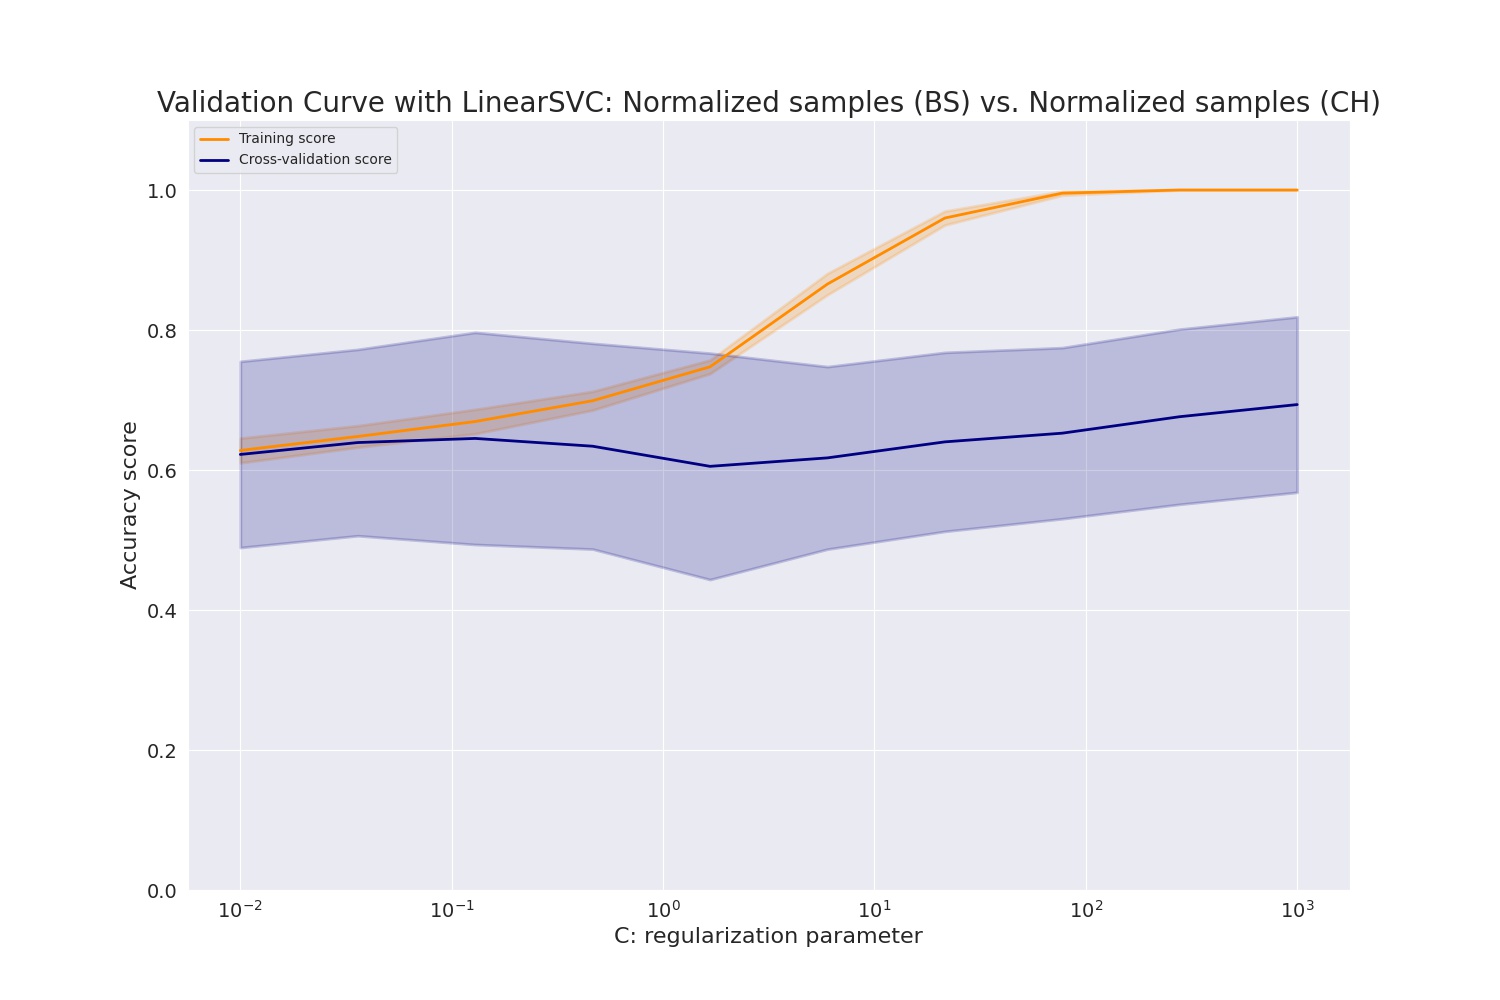 Validation Curve with LinearSVC: Normalized samples (BS) vs. Normalized samples (CH)
Training score
Cross-validation score
1.0
0.8
0.6
0.4
0.2
0.0
Accuracy score
10⁻² 10⁻¹ 10⁰ 10¹ 10² 10³
C: regularization parameter